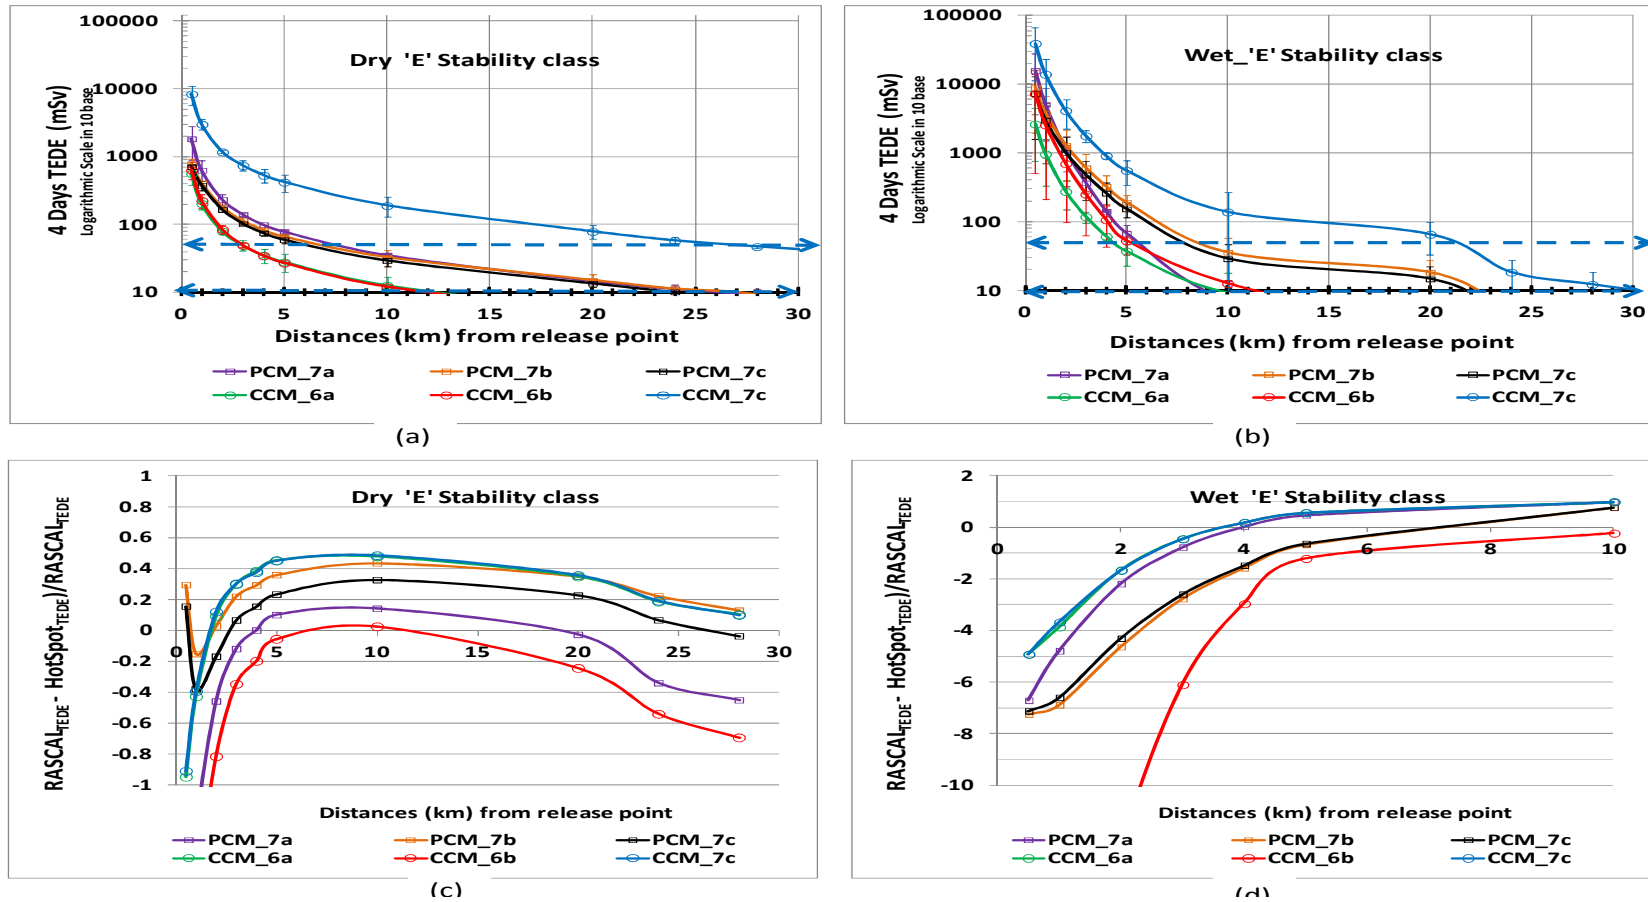 Dry 'E' Stability class
4 Days TEDE (mSv)
Logarithmic Scale in 10 base
100000
10000
1000
100
10
0 5 10 15 20 25 30
Distances (km) from release point
PCM_7a PCM_7b PCM_7c
CCM_6a CCM_6b CCM_7c
(a)
Wet_'E' Stability class
4 Days TEDE (mSv)
Logarithmic Scale in 10 base
100000
10000
1000
100
10
0 5 10 15 20 25 30
Distances (km) from release point
PCM_7a PCM_7b PCM_7c
CCM_6a CCM_6b CCM_7c
(b)
Dry 'E' Stability class
RASCALTEDE- HotSpotTEDE)/RASCALTEDE
1
0.8
0.6
0.4
0.2
0
-0.2
-0.4
-0.6
-0.8
-1
0 5 10 15 20 25 30
Distances (km) from release point
PCM_7a PCM_7b PCM_7c
CCM_6a CCM_6b CCM_7c
(c)
Wet 'E' Stability class
RASCALTEDE- HotSpotTEDE)/RASCALTEDE
2
0
-2
-4
-6
-8
-10
0 2 4 6 8 10
Distances (km) from release point
PCM_7a PCM_7b PCM_7c
CCM_6a CCM_6b CCM_7c
(d)